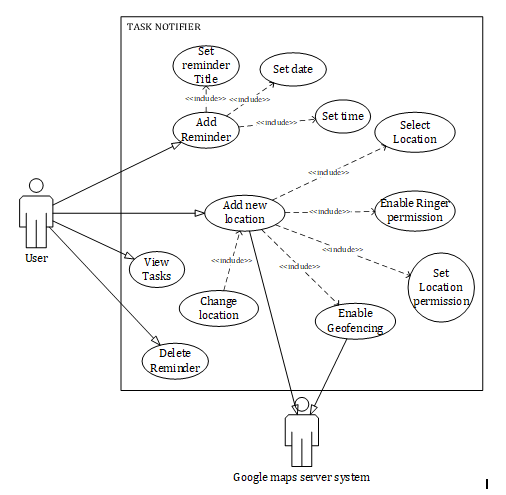 TASK NOTIFIER
Set
reminder
Title
Set date
<<include>>
<<include>>
Add
Reminder
<<include>>
Set time
Select
Location
<<include>>
Add new
location
<<include>>
Enable Ringer
permission
User
View
Tasks
<<include>>
<<include>>
<<include>>
Set
Location
permission
Change
location
Enable
Geofencing
Delete
Reminder
Google maps server system